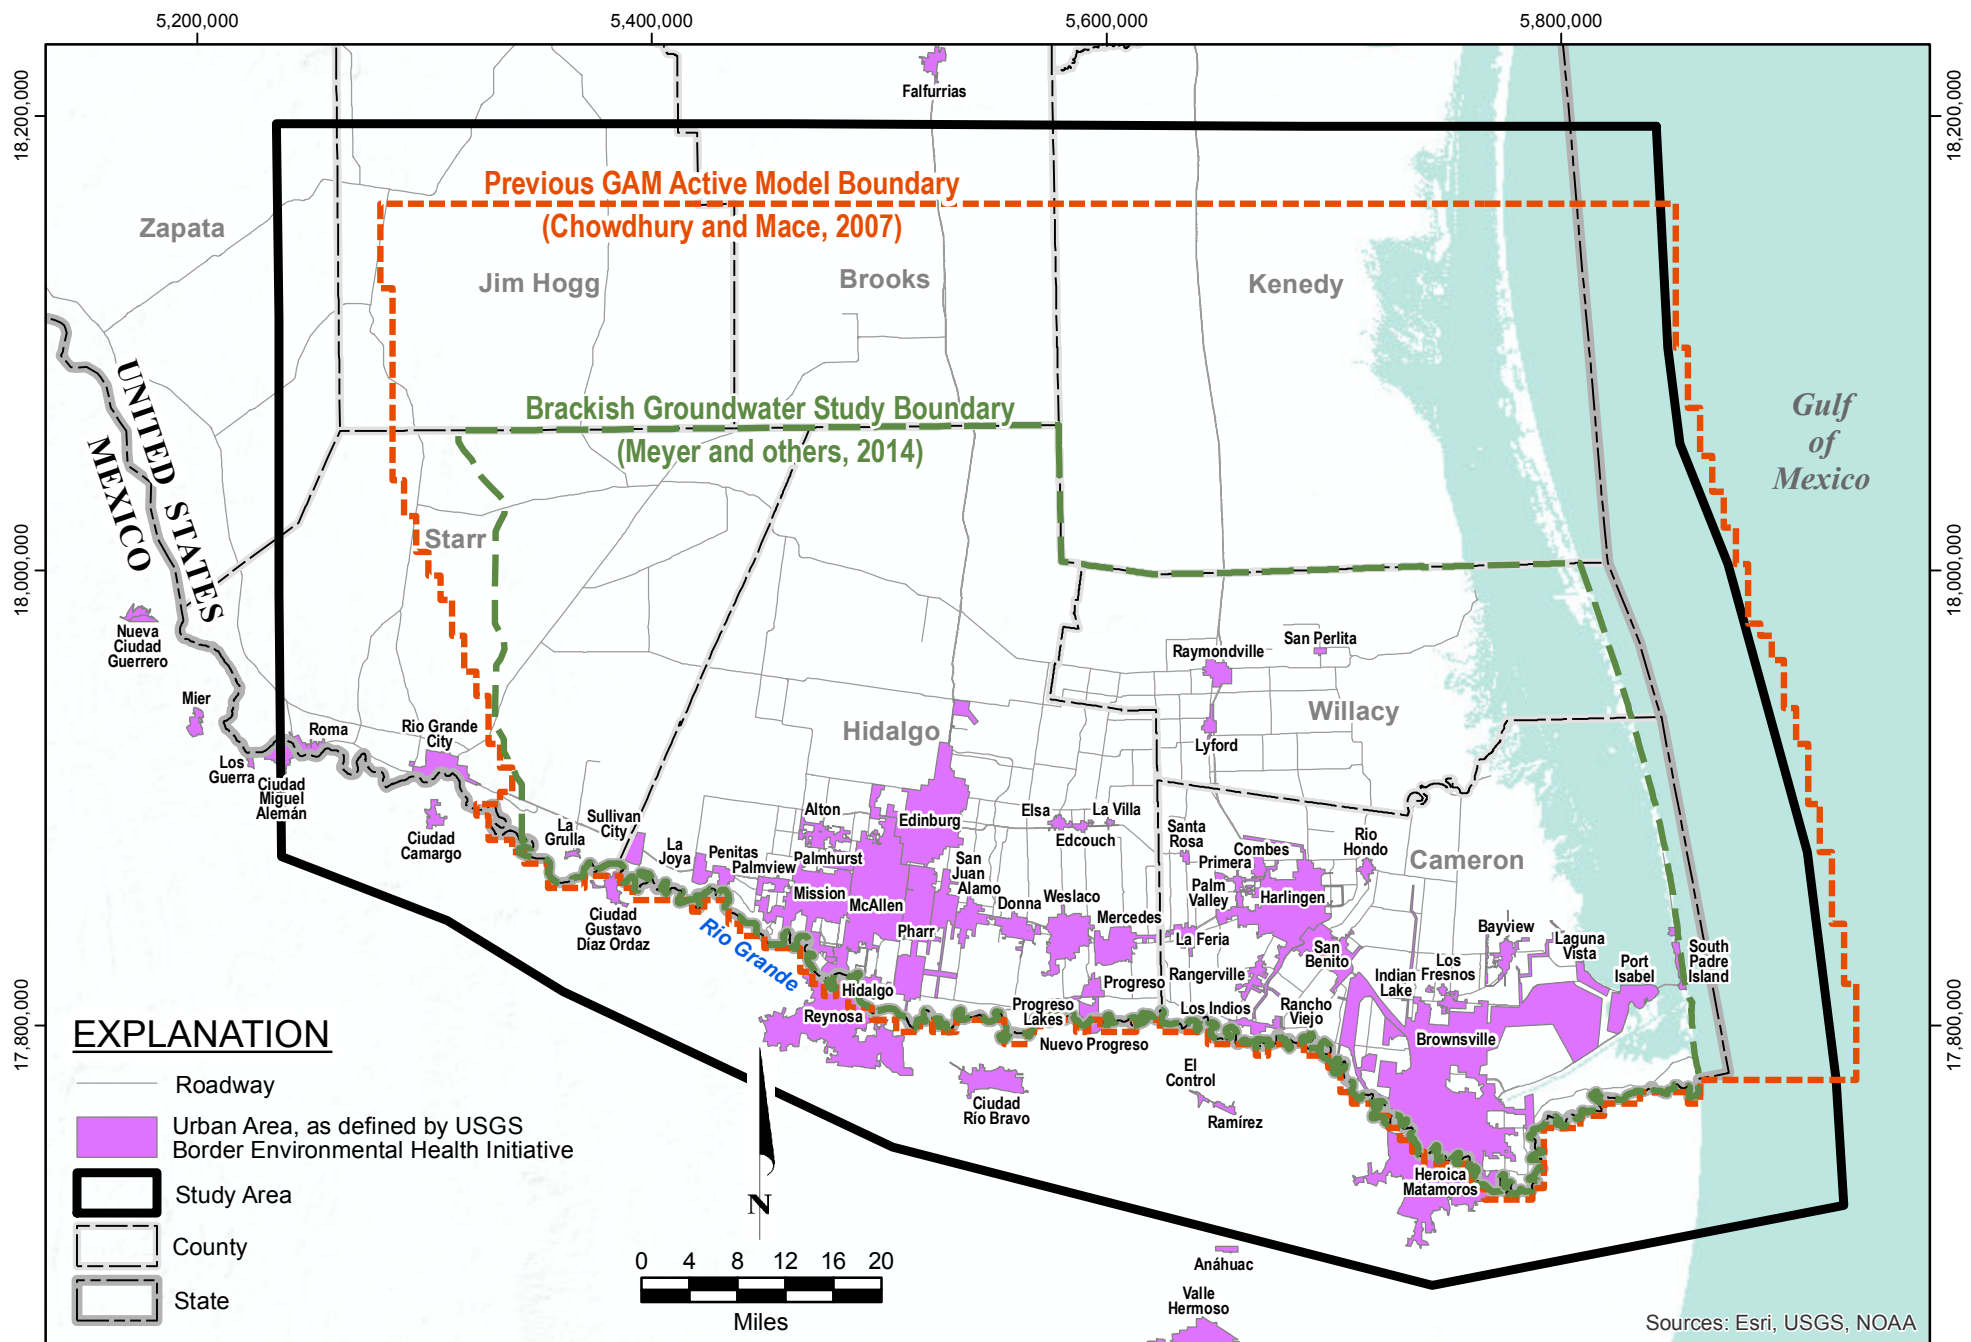 5,200,000
5,400,000
5,600,000
5,800,000
18,200,000
18,200,000
Falfurrias
Previous GAM Active Model Boundary
(Chowdhury and Mace, 2007)
Zapata
Jim Hogg
Brooks
Kenedy
UNITED STATES
MEXICO
Brackish Groundwater Study Boundary
(Meyer and others, 2014)
Gulf
of
Mexico
Starr
18,000,000
18,000,000
Nueva
Ciudad
Guerrero
Mier
Los
Guerra
Ciudad
Miguel
Alemán
Roma
Rio Grande
City
Ciudad
Camargo
La
Grulla
Sullivan
City
Ciudad
Gustavo
Díaz Ordaz
La
Joya
Penitas
Palmview
Hidalgo
Alton
Palmhurst
Mission
McAllen
Edinburg
San
Juan
Alamo
Pharr
Donna
Weslaco
Mercedes
Elsa
La Villa
Edcouch
Raymondville
San Perlita
Lyford
Willacy
Santa
Rosa
Primera
Combes
Palm
Valley
Harlingen
Rio
Hondo
Cameron
La Feria
Rangerville
San
Benito
Indian
Lake
Los
Fresnos
Bayview
Laguna
Vista
Port
Isabel
South
Padre
Island
Rio Grande
Hidalgo
Reynosa
Progreso
Progreso
Lakes
Nuevo Progreso
Los Indios
Rancho
Viejo
Brownsville
El
Control
Ramírez
Ciudad
Río Bravo
Heroica
Matamoros
Anáhuac
Valle
Hermoso
17,800,000
17,800,000
EXPLANATION
Roadway
Urban Area, as defined by USGS
Border Environmental Health Initiative
Study Area
County
State
N
0 4 8 12 16 20
Miles
Sources: Esri, USGS, NOAA